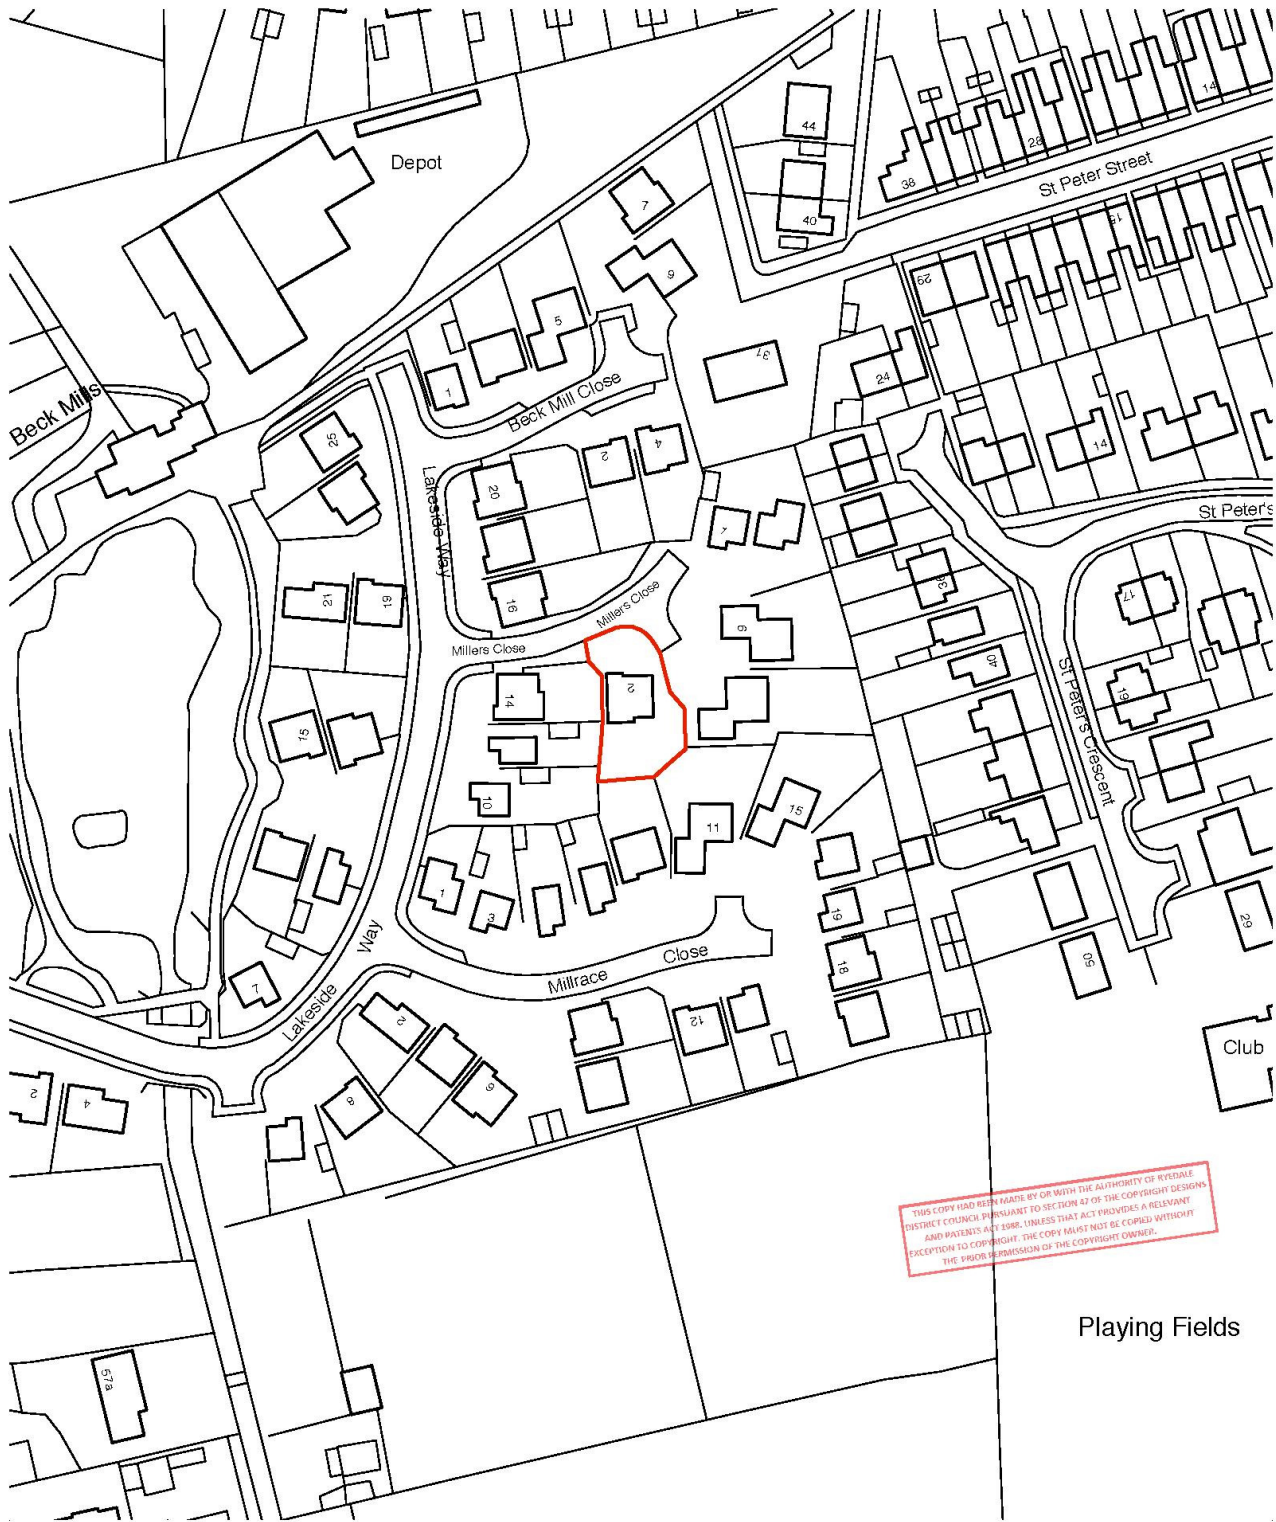 14
44
28
Depot
St Peter Street
38
7
15
40
9
29
5
37
24
1
Beck Mill Close
Beck Mills
25
2
4
14
20
Lakeside Way
St Peter's
7
36
21
19
16
Millers Close
17
9
Millers Close
40
2
14
19
St Peter's Crescent
15
10
15
11
1
3
19
29
Way
Close
18
50
Millrace
7
Lakeside
2
12
Club
2
4
6
8
THIS COPY HAD BEEN MADE BY OR WITH THE AUTHORITY OF RYEDALE
DISTRICT COUNCIL PURSUANT TO SECTION 47 OF THE COPYRIGHT DESIGNS
AND PATENTS ACT 1988. UNLESS THAT ACT PROVIDES A RELEVANT
EXCEPTION TO COPYRIGHT. THE COPY MUST NOT BE COPIED WITHOUT
THE PRIOR PERMISSION OF THE COPYRIGHT OWNER.
Playing Fields
57a